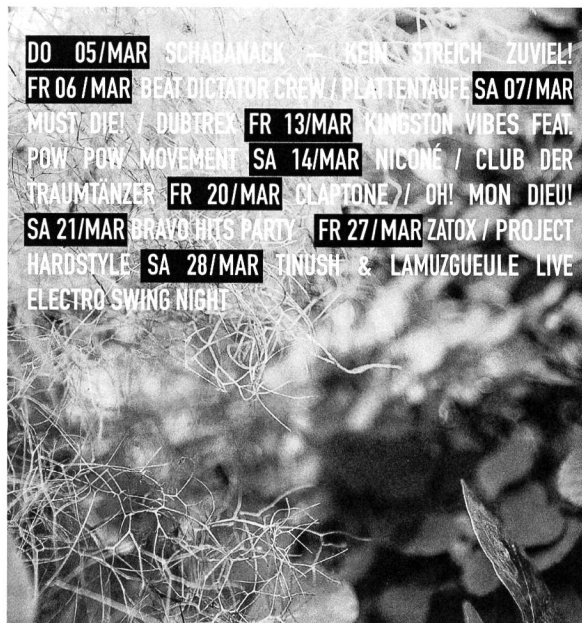 DO 05/MAR SCHABANACK – KEIN STREICH ZUVIEL!
FR 06 / MAR BEAT DICTATOR CREW / PLATTENTAUFE SA 07/MAR
MUST DIE! / DUBTREX FR 13/MAR KINGSTON VIBES FEAT.
POW POW MOVEMENT SA 14/MAR NICONÉ / CLUB DER
TRAUMTÄNZER FR 20/MAR CLAPTONE / OH! MON DIEU!
SA 21/MAR BRAVO HITS PARTY FR 27/MAR ZATOX / PROJECT
HARDSTYLE SA 28/MAR TINUSH & LAMUZGUEULE LIVE
ELECTRO SWING NIGHT